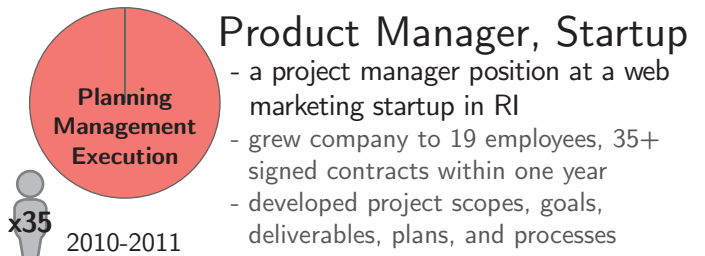 Product Manager, Startup
- a project manager position at a web
marketing startup in RI
- grew company to 19 employees, 35+
signed contracts within one year
- developed project scopes, goals,
deliverables, plans, and processes
Planning
Management
Execution
x35
2010-2011